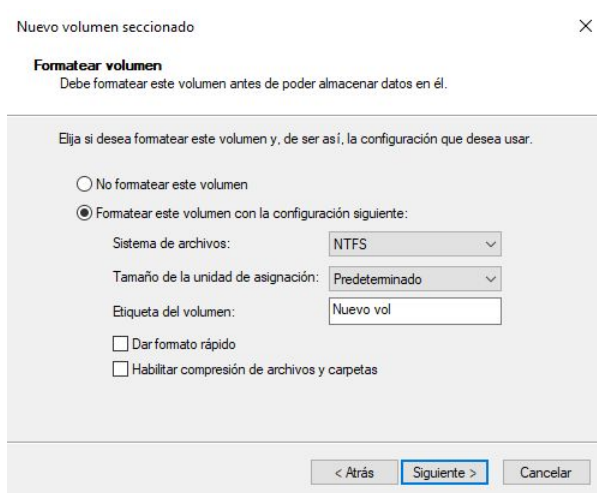 Nuevo volumen seccionado
Formatear volumen
Debe formatear este volumen antes de poder almacenar datos en él.
Elija si desea formatear este volumen y, de ser así, la configuración que desea usar.
No formatear este volumen
Formatear este volumen con la configuración siguiente:
Sistema de archivos: NTFS
Tamaño de la unidad de asignación: Predeterminado
Etiqueta del volumen: Nuevo vol
Dar formato rápido
Habilitar compresión de archivos y carpetas
< Atrás Siguiente > Cancelar